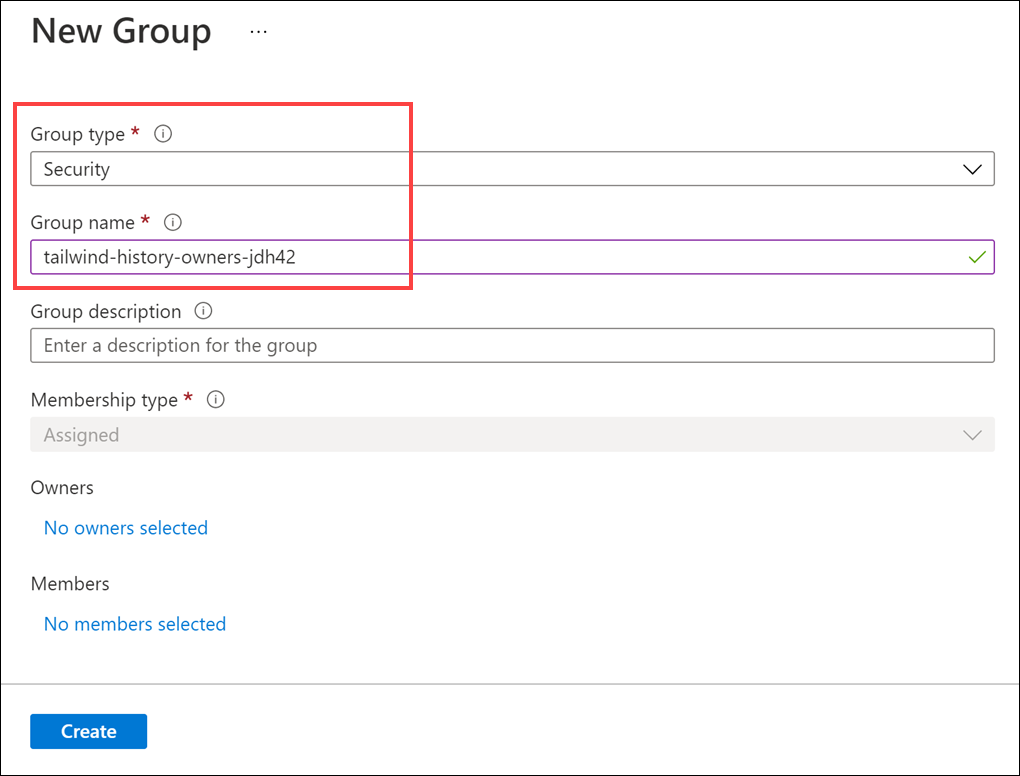 New Group ...
Group type *
Security
Group name *
tailwind-history-owners-jdh42
Group description
Enter a description for the group
Membership type *
Assigned
Owners
No owners selected
Members
No members selected
Create